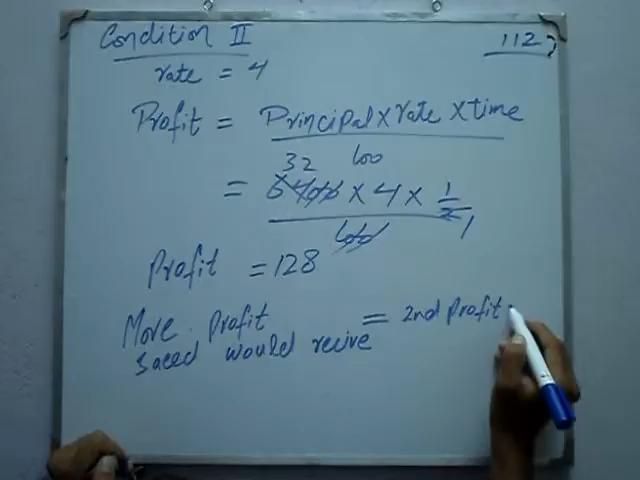 Condition II
112
rate = 4
Profit = Principal × rate × time
100
32
= 6400 × 4 × 1/2
100 1
Profit = 128
More Profit = 2nd Profit
saeed would recive